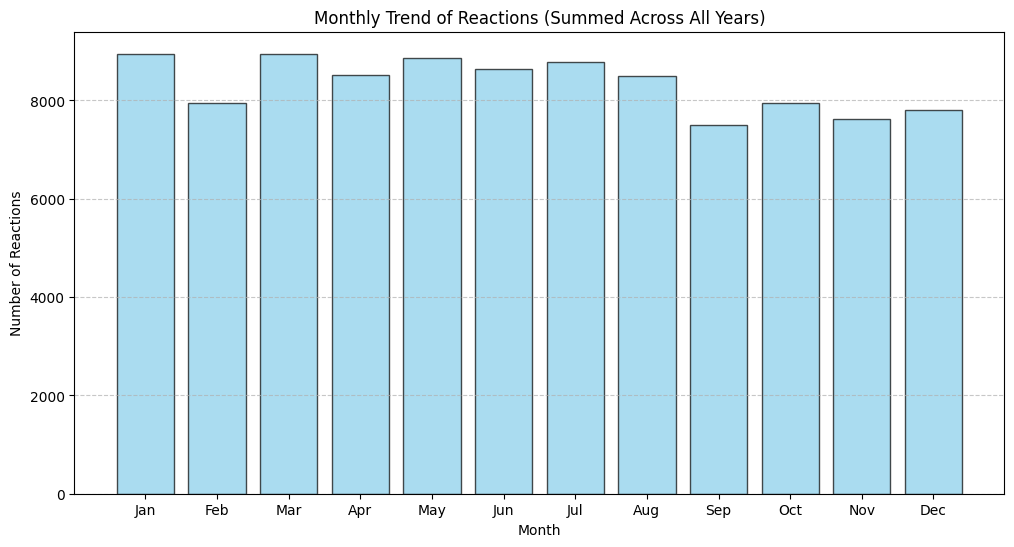 Monthly Trend of Reactions (Summed Across All Years)
Number of Reactions
8000
6000
4000
2000
0
Jan Feb Mar Apr May Jun Jul Aug Sep Oct Nov Dec
Month